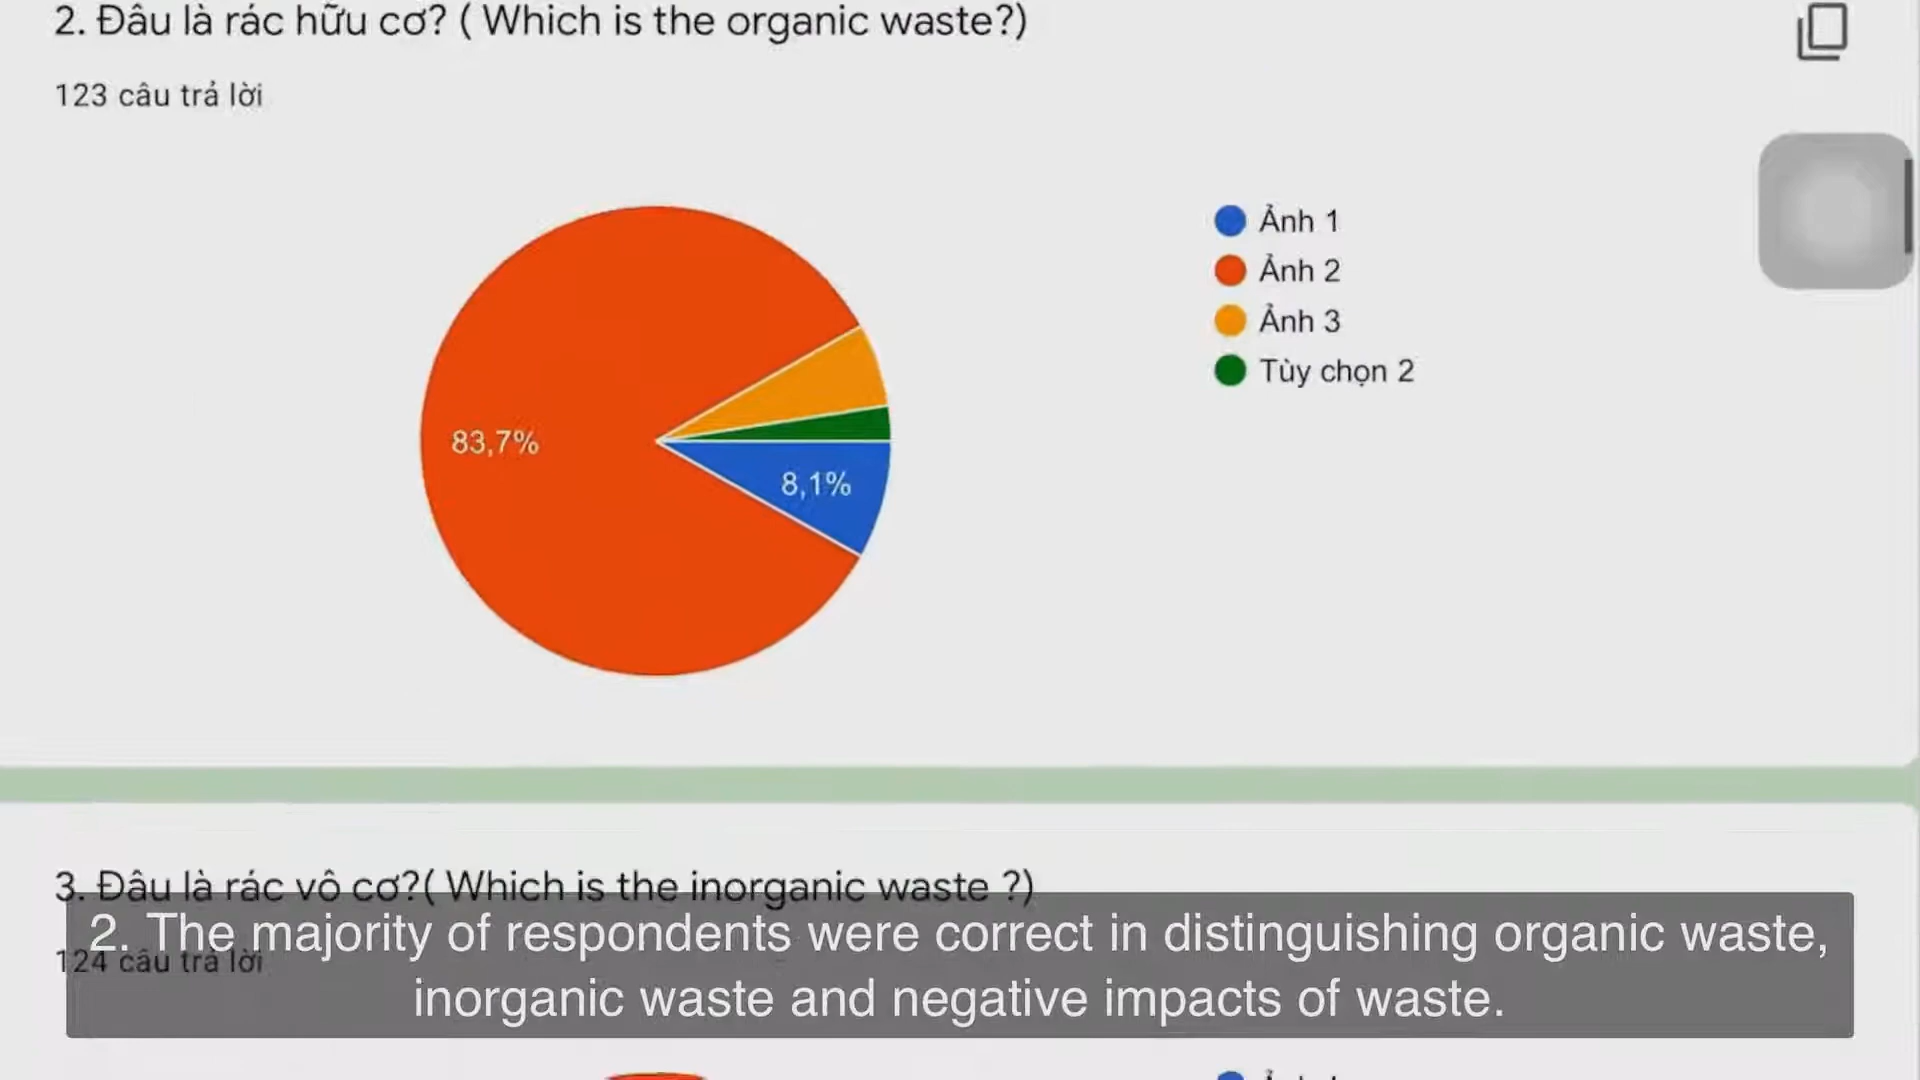 2. Đâu là rác hữu cơ? ( Which is the organic waste?)
123 câu trả lời
Ảnh 1
Ảnh 2
Ảnh 3
Tùy chọn 2
83,7%
8,1%
3. Đâu là rác vô cơ?( Which is the inorganic waste ?)
124 câu trả lời
2. The majority of respondents were correct in distinguishing organic waste,
inorganic waste and negative impacts of waste.